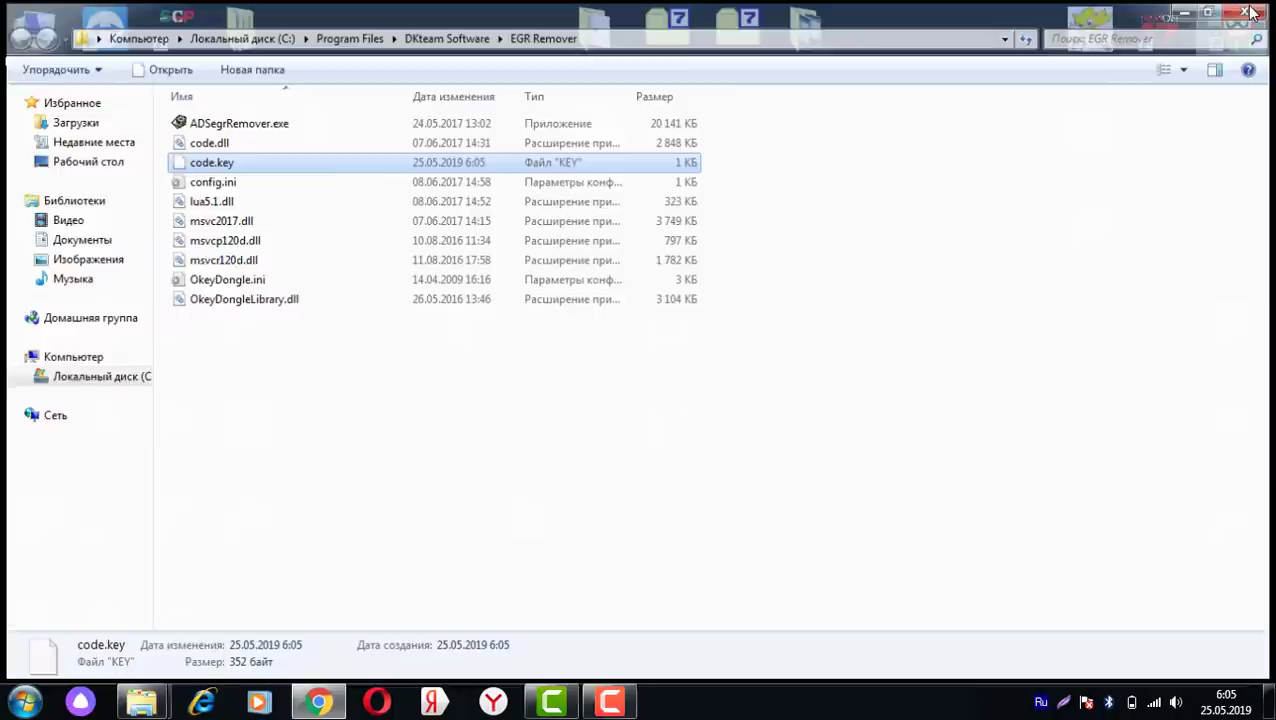 SCP
7
7
Компьютер ▸ Локальный диск (C:) ▸ Program Files ▸ DKteam Software ▸ EGR Remover
Поиск: EGR Remover
Упорядочить ▾ Открыть Новая папка
Имя Дата изменения Тип Размер
ADSegrRemover.exe 24.05.2017 13:02 Приложение 20 141 КБ
code.dll 07.06.2017 14:31 Расширение при... 2 848 КБ
code.key 25.05.2019 6:05 Файл "KEY" 1 КБ
config.ini 08.06.2017 14:58 Параметры конф... 1 КБ
lua5.1.dll 08.06.2017 14:52 Расширение при... 323 КБ
msvc2017.dll 07.06.2017 14:15 Расширение при... 3 749 КБ
msvcp120d.dll 10.08.2016 11:34 Расширение при... 797 КБ
msvcr120d.dll 11.08.2016 17:58 Расширение при... 1 782 КБ
OkeyDongle.ini 14.04.2009 16:16 Параметры конф... 3 КБ
OkeyDongleLibrary.dll 26.05.2016 13:46 Расширение при... 3 104 КБ
Избранное
Загрузки
Недавние места
Рабочий стол
Библиотеки
Видео
Документы
Изображения
Музыка
Домашняя группа
Компьютер
Локальный диск (C
Сеть
code.key Дата изменения: 25.05.2019 6:05 Дата создания: 25.05.2019 6:05
Файл "KEY" Размер: 352 байт
Ru
6:05
25.05.2019